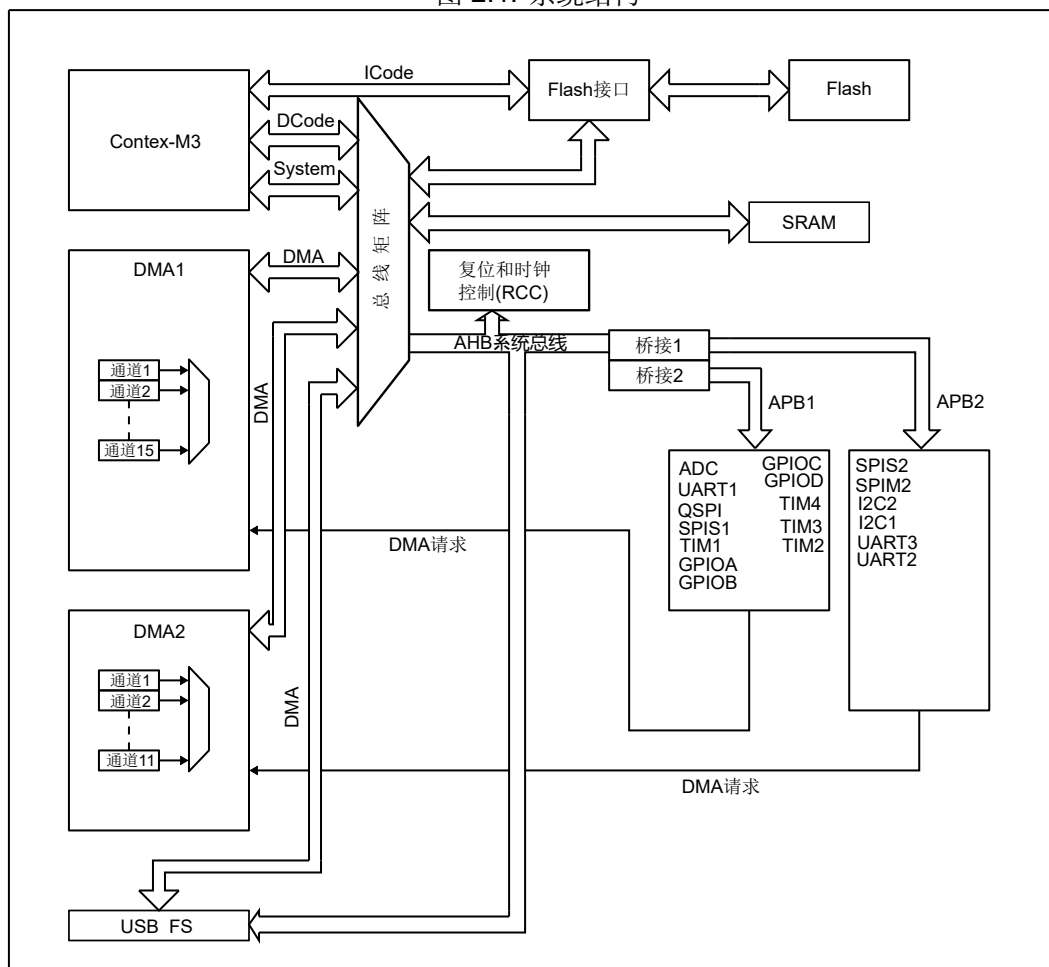 ICode
Flash接口
Flash
Contex-M3
DCode
System
总线矩阵
SRAM
DMA1
DMA
复位和时钟
控制(RCC)
AHB系统总线
桥接1
桥接2
通道1
通道2
通道15
DMA
APB1
APB2
ADC
UART1
QSPI
SPIS1
TIM1
GPIOA
GPIOB
GPIOC
GPIOD
TIM4
TIM3
TIM2
SPIS2
SPIM2
I2C2
I2C1
UART3
UART2
DMA请求
DMA2
通道1
通道2
通道11
DMA
DMA请求
USB FS